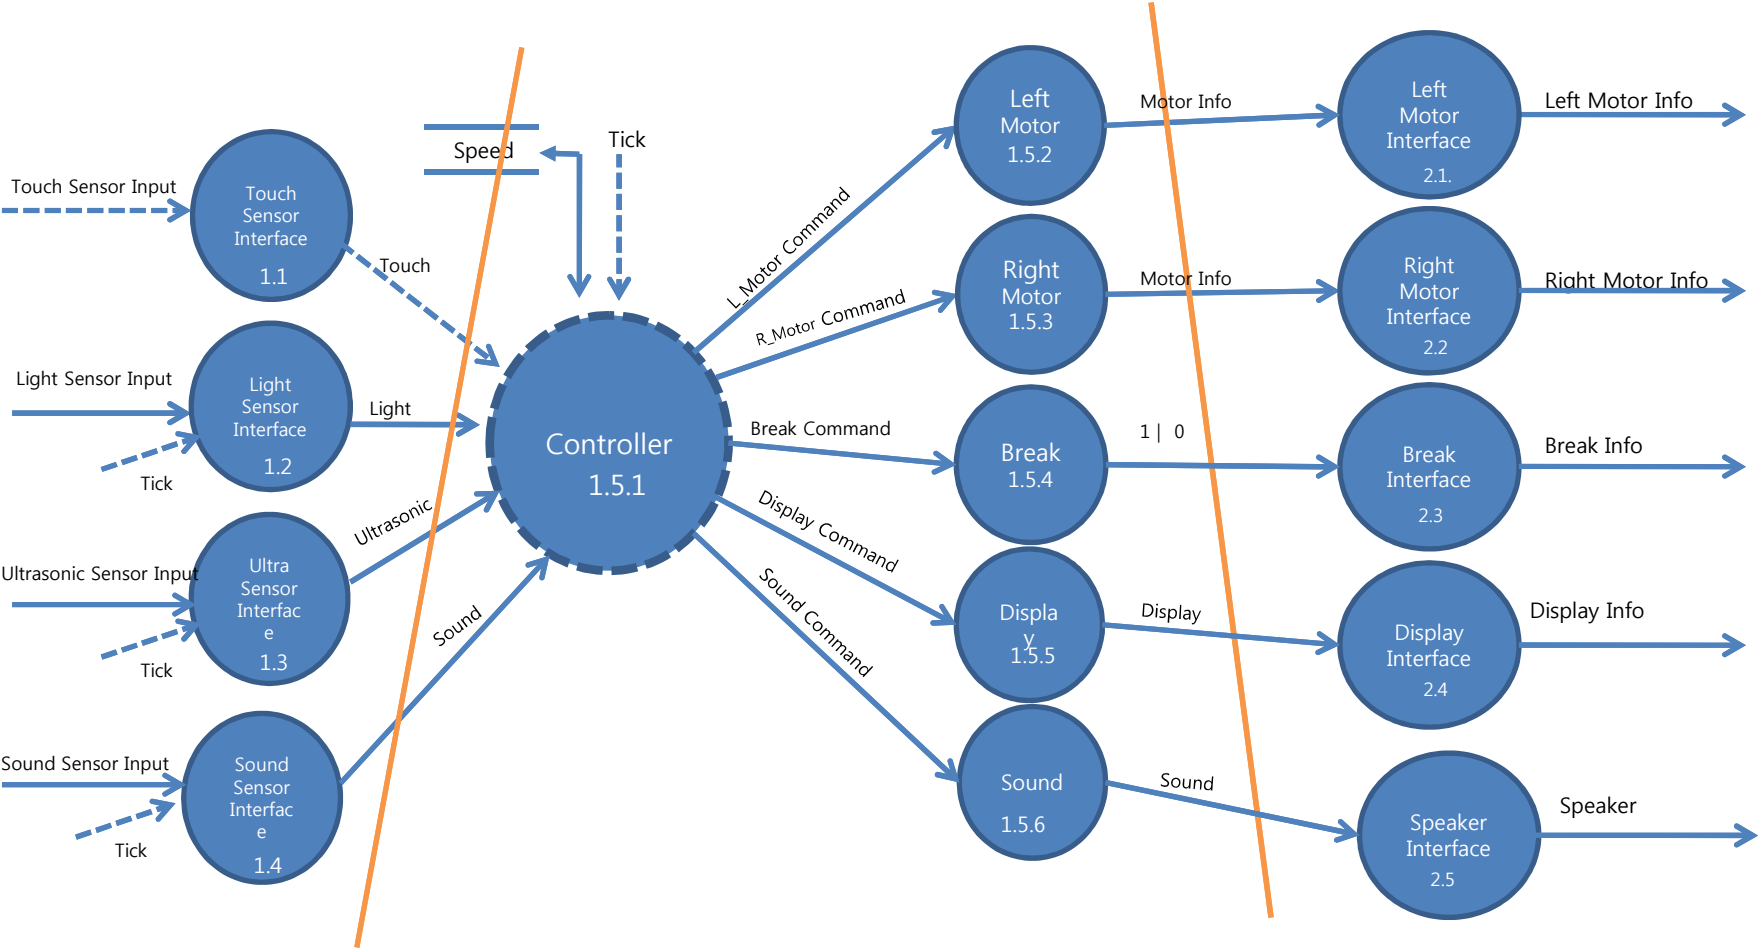 Touch Sensor Input
Touch
Sensor
Interface
1.1
Touch
Light Sensor Input
Tick
Light
Sensor
Interface
1.2
Light
Ultrasonic Sensor Input
Tick
Ultra
Sensor
Interfac
e
1.3
Ultrasonic
Sound Sensor Input
Tick
Sound
Sensor
Interfac
e
1.4
Sound
Speed
Tick
Controller
1.5.1
L_Motor Command
R_Motor Command
Break Command
Display Command
Sound Command
Left
Motor
1.5.2
Motor Info
Left
Motor
Interface
2.1.
Left Motor Info
Right
Motor
1.5.3
Motor Info
Right
Motor
Interface
2.2
Right Motor Info
Break
1.5.4
1 | 0
Break
Interface
2.3
Break Info
Displa
y
1.5.5
Display
Display
Interface
2.4
Display Info
Sound
1.5.6
Sound
Speaker
Interface
2.5
Speaker